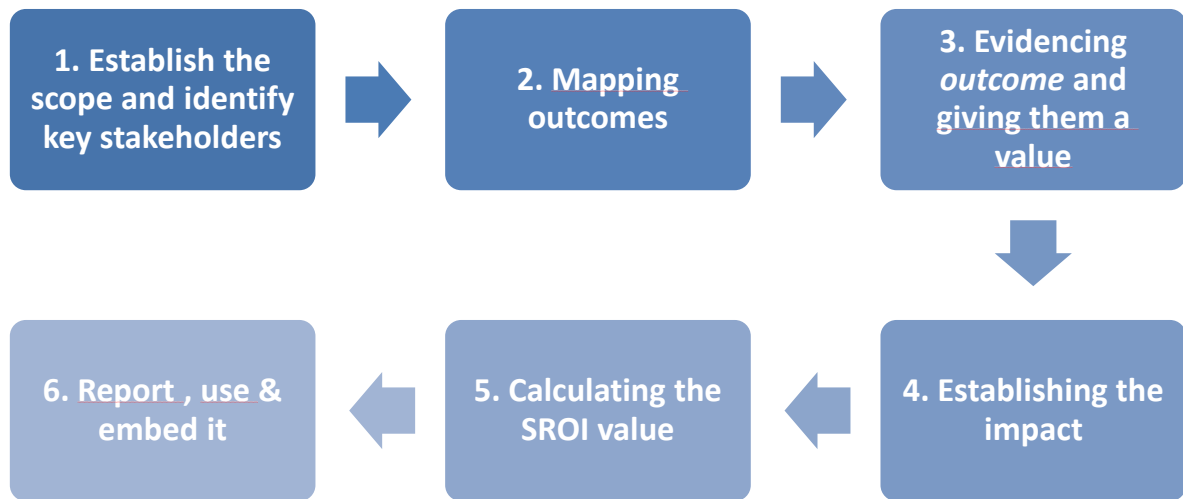 1. Establish the
scope and identify
key stakeholders
2. Mapping
outcomes
3. Evidencing
outcome and
giving them a
value
4. Establishing the
impact
5. Calculating the
SROI value
6. Report , use &
embed it